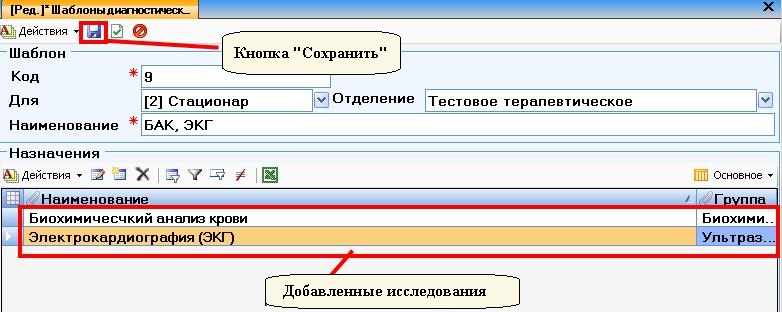 [Ред.]* Шаблоны диагностическ...
Действия
Кнопка "Сохранить"
Шаблон
Код * 9
Для [2] Стационар Отделение Тестовое терапевтическое
Наименование * БАК, ЭКГ
Назначения
Действия Основное
Наименование / Группа
Биохимичесчкий анализ крови Биохими...
Электрокардиография (ЭКГ) Ультраз...
Добавленные исследования